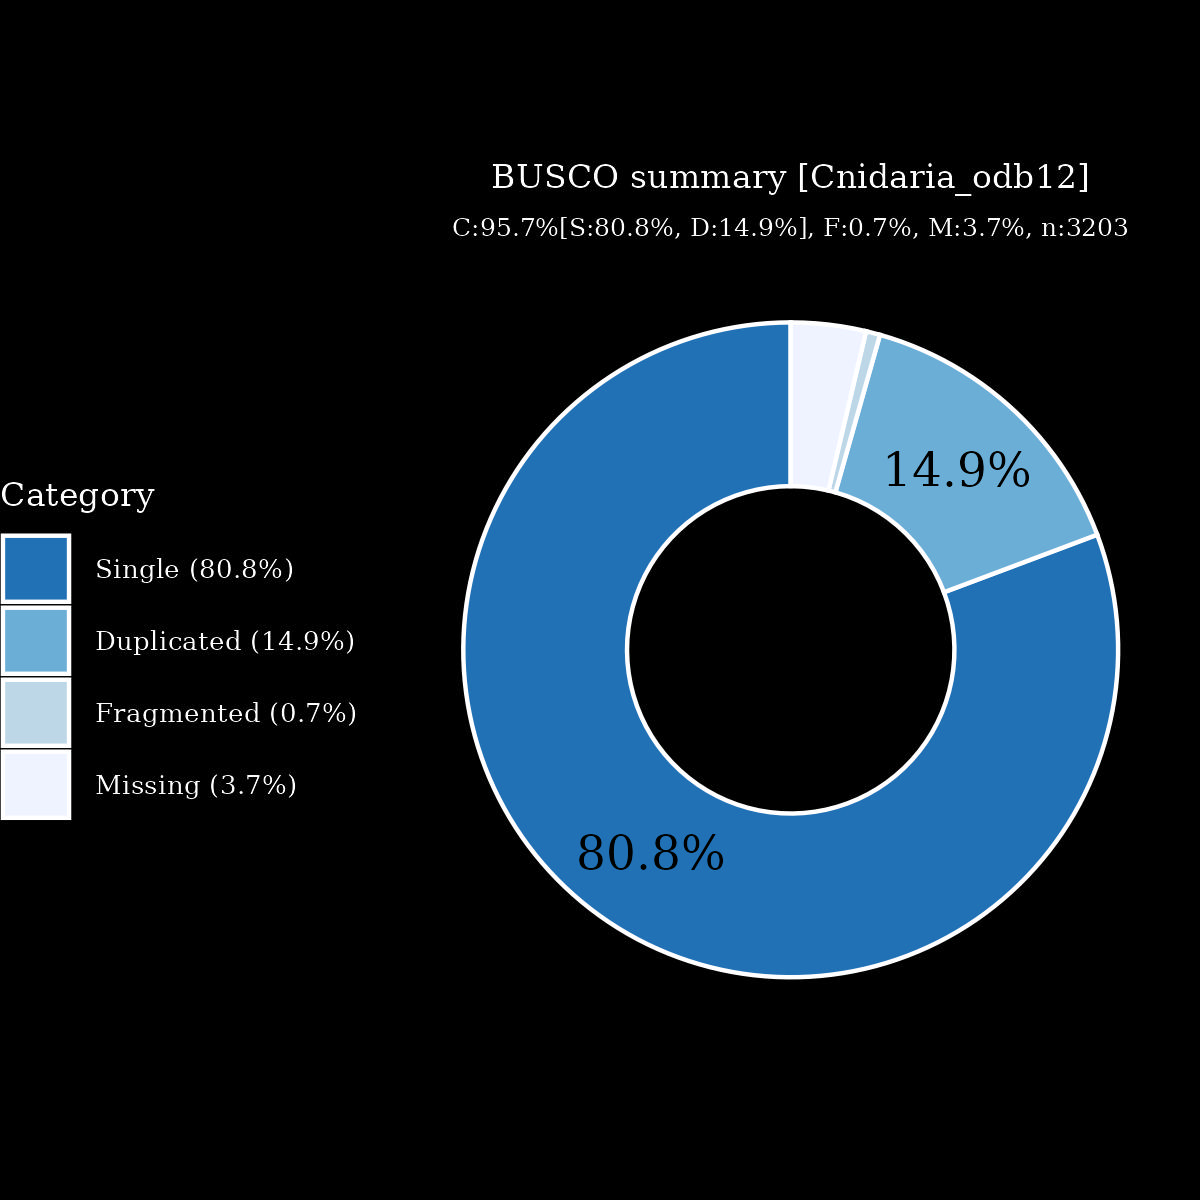 BUSCO summary [Cnidaria_odb12]
C:95.7%[S:80.8%, D:14.9%], F:0.7%, M:3.7%, n:3203
Category
Single (80.8%)
Duplicated (14.9%)
Fragmented (0.7%)
Missing (3.7%)
14.9%
80.8%